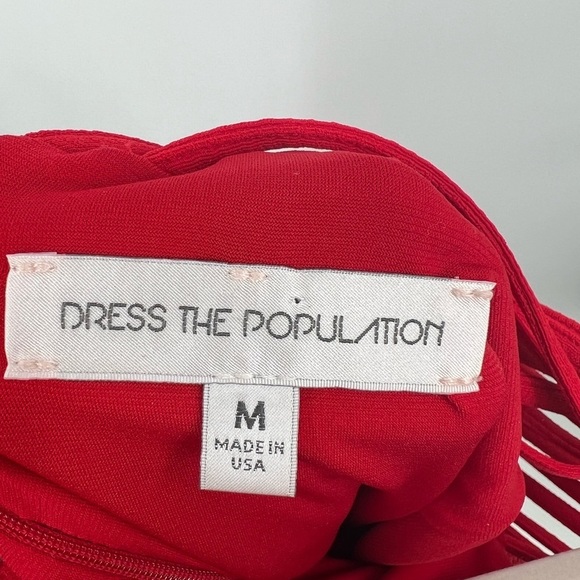 DRESS THE POPULATION
M
MADE IN
USA